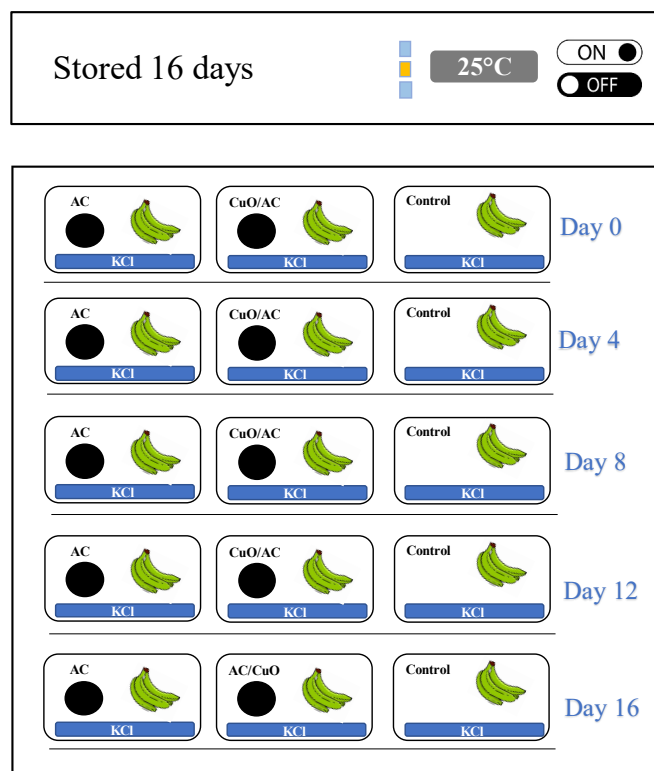 Stored 16 days
25°C
ON
OFF
AC CuO/AC Control
KCl KCl KCl
Day 0
AC CuO/AC Control
KCl KCl KCl
Day 4
AC CuO/AC Control
KCl KCl KCl
Day 8
AC CuO/AC Control
KCl KCl KCl
Day 12
AC AC/CuO Control
KCl KCl KCl
Day 16